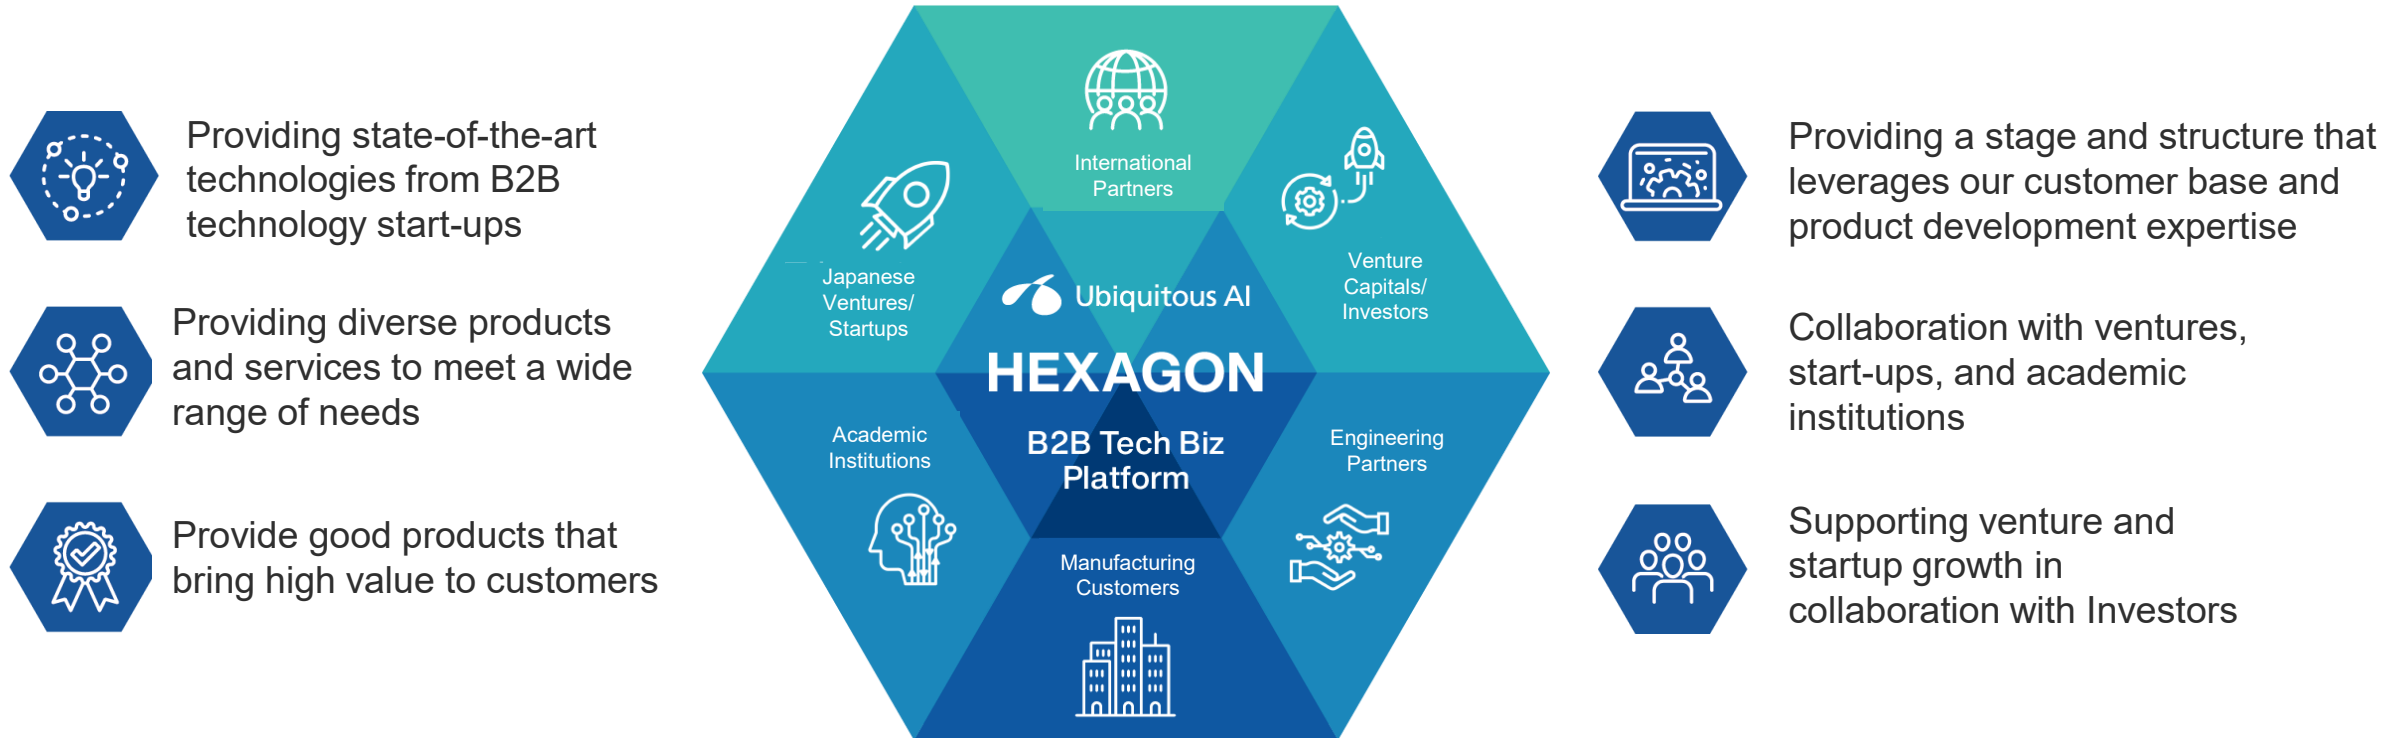 Providing state-of-the-art
technologies from B2B
technology start-ups
Providing diverse products
and services to meet a wide
range of needs
Provide good products that
bring high value to customers
International
Partners
Japanese
Ventures/
Startups
Venture
Capitals/
Investors
Ubiquitous AI
HEXAGON
B2B Tech Biz
Platform
Academic
Institutions
Engineering
Partners
Manufacturing
Customers
Providing a stage and structure that
leverages our customer base and
product development expertise
Collaboration with ventures,
start-ups, and academic
institutions
Supporting venture and
startup growth in
collaboration with Investors